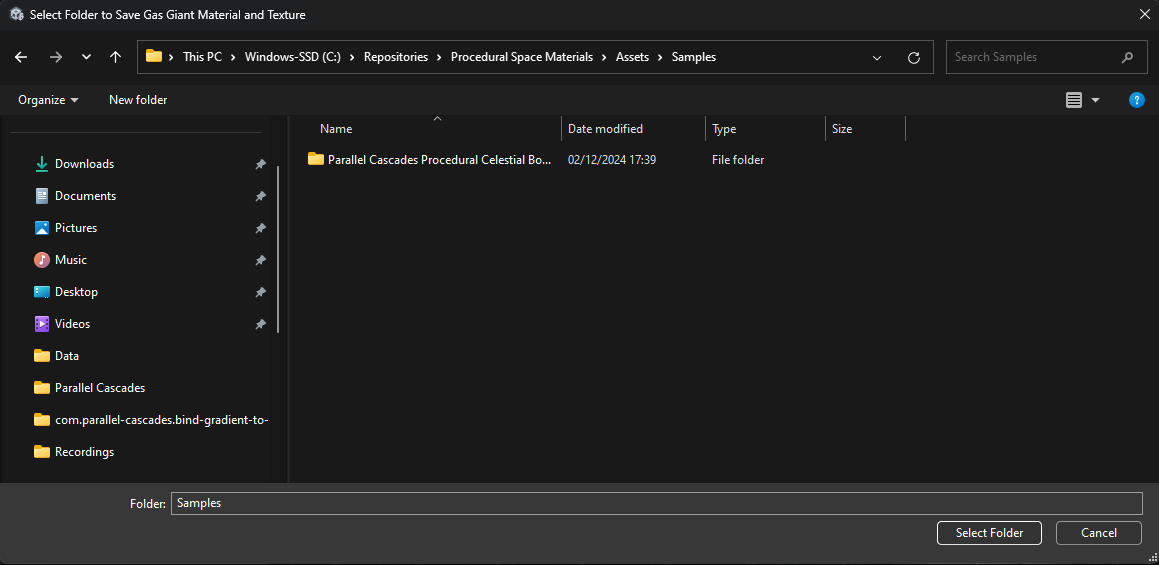 Select Folder to Save Gas Giant Material and Texture
This PC > Windows-SSD (C:) > Repositories > Procedural Space Materials > Assets > Samples
Search Samples
Organize
New folder
Name
Date modified
Type
Size
Parallel Cascades Procedural Celestial Bo...
02/12/2024 17:39
File folder
Downloads
Documents
Pictures
Music
Desktop
Videos
Data
Parallel Cascades
com.parallel-cascades.bind-gradient-to-
Recordings
Folder:
Samples
Select Folder
Cancel